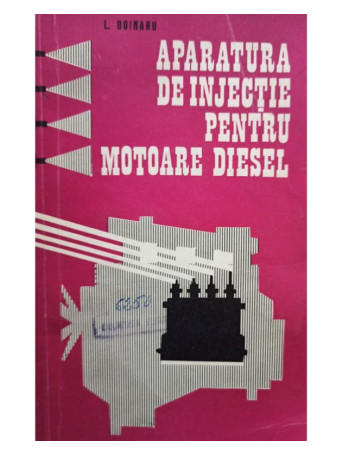 L. DOINARU
APARATURA
DE INJECȚIE
PENTRU
MOTOARE DIESEL